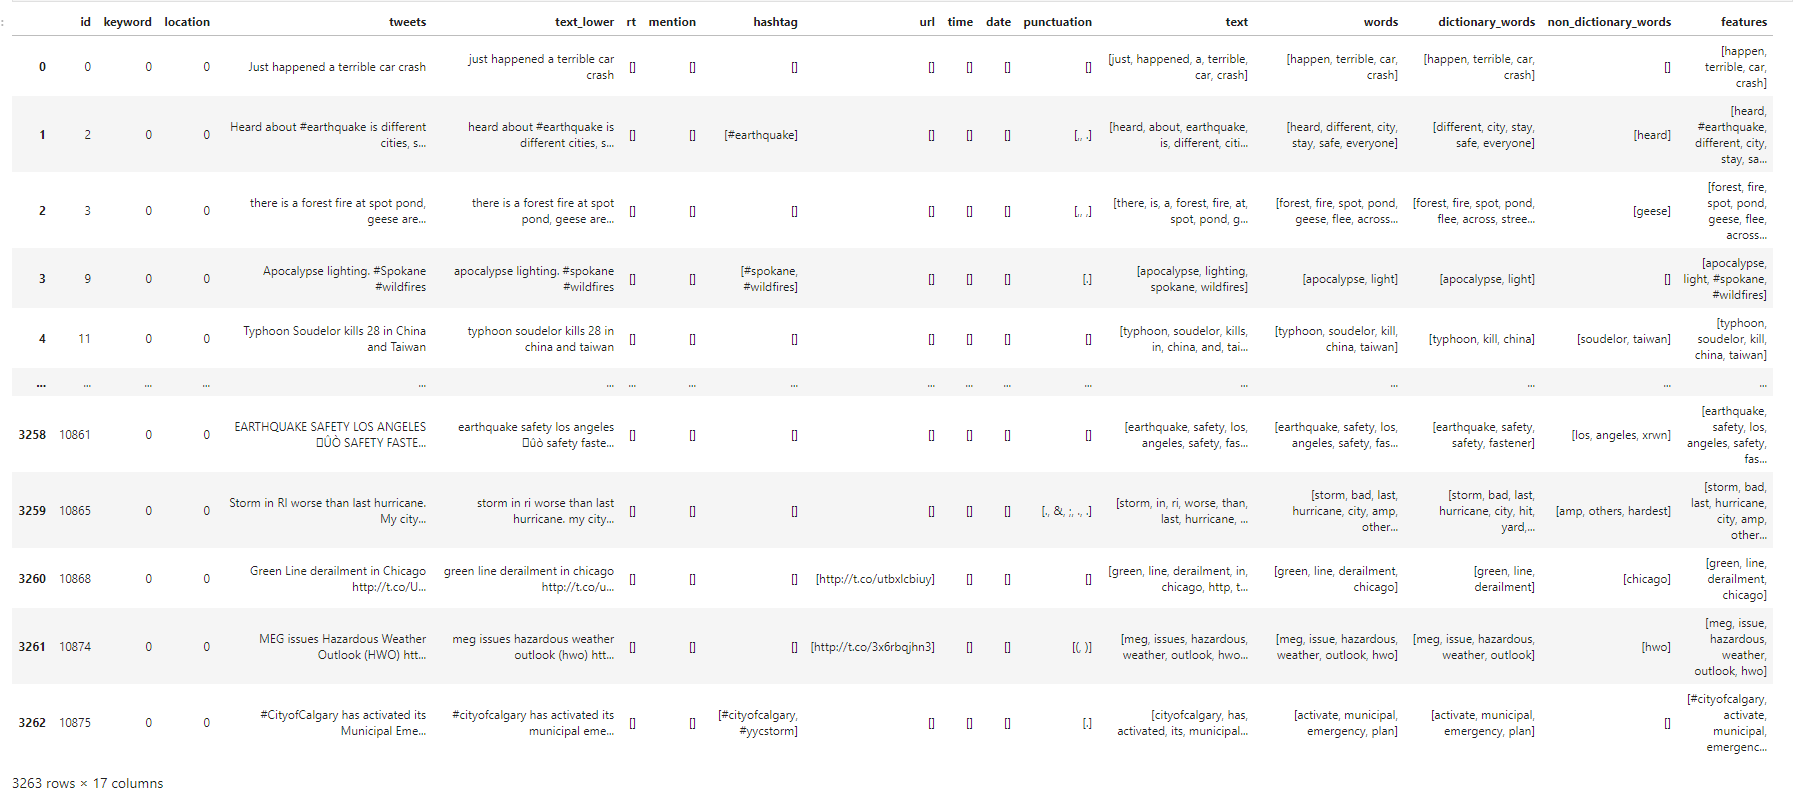 :
id keyword location tweets text_lower rt mention hashtag url time date punctuation text words dictionary_words non_dictionary_words features
0 0 0 0 Just happened a terrible car crash just happened a terrible car [] [] [] [] [] [] [] [just, happened, a, terrible, [happen, terrible, car, [happen, terrible, car, [] [happen,
crash car, crash] crash] crash] terrible, car,
crash]
1 2 0 0 Heard about #earthquake is different heard about #earthquake is [] [] [#earthquake] [] [] [] [,, .] [heard, about, earthquake, [heard, different, city, [different, city, stay, [heard] [heard,
cities, s... different cities, s... is, different, citi... stay, safe, everyone] safe, everyone] #earthquake,
different, city,
stay, sa...
2 3 0 0 there is a forest fire at spot pond, there is a forest fire at spot [] [] [] [] [] [] [,, ,] [there, is, a, forest, fire, at, [forest, fire, spot, pond, [forest, fire, spot, pond, [geese] [forest, fire,
geese are... pond, geese are... spot, pond, g... geese, flee, across... flee, across, stree... spot, pond,
geese, flee,
across...
3 9 0 0 Apocalypse lighting. #Spokane apocalypse lighting. #spokane [] [] [#spokane, [] [] [] [.] [apocalypse, lighting, [apocalypse, light] [apocalypse, light] [] [apocalypse,
#wildfires #wildfires #wildfires] spokane, wildfires] light, #spokane,
#wildfires]
4 11 0 0 Typhoon Soudelor kills 28 in China typhoon soudelor kills 28 in [] [] [] [] [] [] [] [typhoon, soudelor, kills, [typhoon, soudelor, kill, [typhoon, kill, china] [soudelor, taiwan] [typhoon,
and Taiwan china and taiwan in, china, and, tai... china, taiwan] soudelor, kill,
china, taiwan]
... ... ... ... ... ... ... ... ... ... ... ... ... ... ... ... ... ...
3258 10861 0 0 EARTHQUAKE SAFETY LOS ANGELES earthquake safety los angeles [] [] [] [] [] [] [] [earthquake, safety, los, [earthquake, safety, los, [earthquake, safety, [los, angeles, xrwn] [earthquake,
ÛÒ SAFETY FASTE... ûò safety faste... angeles, safety, fas... angeles, safety, fas... safety, fastener] safety, los,
angeles, safety,
fas...
3259 10865 0 0 Storm in RI worse than last hurricane. storm in ri worse than last [] [] [] [] [] [] [., &, ;, ., .] [storm, in, ri, worse, than, [storm, bad, last, [storm, bad, last, [amp, others, hardest] [storm, bad,
My city... hurricane. my city... last, hurricane, ... hurricane, city, amp, hurricane, city, hit, last, hurricane,
other... yard,... city, amp,
other...
3260 10868 0 0 Green Line derailment in Chicago green line derailment in chicago [] [] [] [http://t.co/utbxlcbiuy] [] [] [] [green, line, derailment, in, [green, line, derailment, [green, line, [chicago] [green, line,
http://t.co/U... http://t.co/u... chicago, http, t... chicago] derailment] derailment,
chicago]
3261 10874 0 0 MEG issues Hazardous Weather meg issues hazardous weather [] [] [] [http://t.co/3x6rbqjhn3] [] [] [(, )] [meg, issues, hazardous, [meg, issue, hazardous, [meg, issue, hazardous, [hwo] [meg, issue,
Outlook (HWO) htt... outlook (hwo) htt... weather, outlook, hwo... weather, outlook, hwo] weather, outlook] hazardous,
weather,
outlook, hwo]
3262 10875 0 0 #CityofCalgary has activated its #cityofcalgary has activated its [] [] [#cityofcalgary, [] [] [] [.] [cityofcalgary, has, [activate, municipal, [activate, municipal, [] [#cityofcalgary,
Municipal Eme... municipal eme... #yycstorm] activated, its, municipal... emergency, plan] emergency, plan] activate,
municipal,
emergenc...
3263 rows × 17 columns